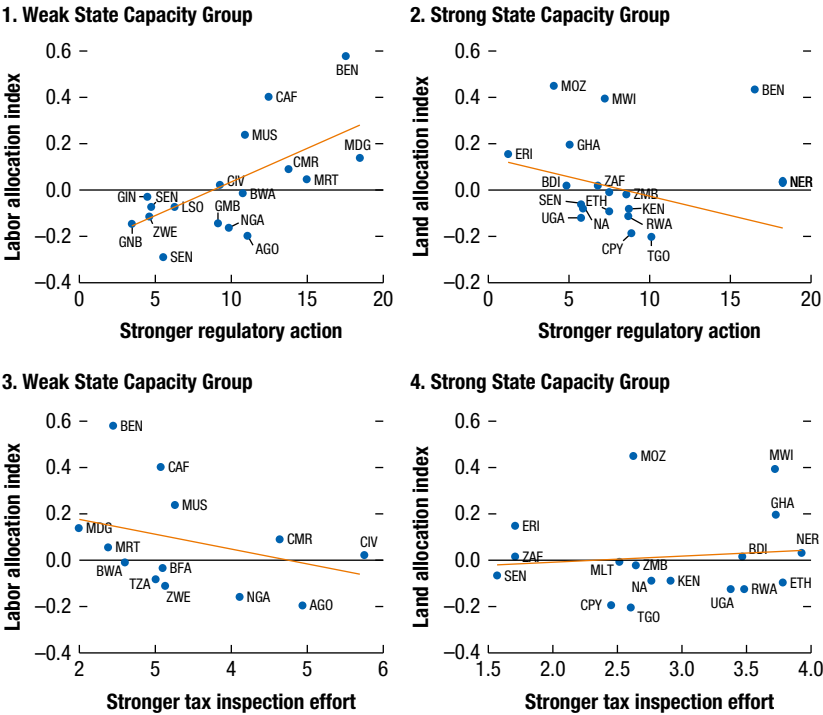 1. Weak State Capacity Group
Labor allocation index
0.6
0.4
0.2
0.0
–0.2
–0.4
BEN
CAF
MUS
MDG
CMR
MRT
CIV
BWA
GIN
SEN
LSO
GMB
NGA
GNB
ZWE
AGO
SEN
0 5 10 15 20
Stronger regulatory action
2. Strong State Capacity Group
Land allocation index
0.6
0.4
0.2
0.0
–0.2
–0.4
MOZ
MWI
BEN
GHA
ERI
BDI
ZAF
NER
ZMB
SEN
ETH
KEN
UGA
NA
RWA
CPY
TGO
0 5 10 15 20
Stronger regulatory action
3. Weak State Capacity Group
Labor allocation index
0.6
0.4
0.2
0.0
–0.2
–0.4
BEN
CAF
MUS
MDG
MRT
CMR
CIV
BWA
BFA
TZA
ZWE
NGA
AGO
2 5 4 5 6
Stronger tax inspection effort
4. Strong State Capacity Group
Land allocation index
0.6
0.4
0.2
0.0
–0.2
–0.4
MOZ
MWI
GHA
ERI
NER
ZAF
BDI
SEN
MLT
ZMB
NA
KEN
ETH
UGA
RWA
CPY
TGO
1.5 2.0 2.5 3.0 3.5 4.0
Stronger tax inspection effort